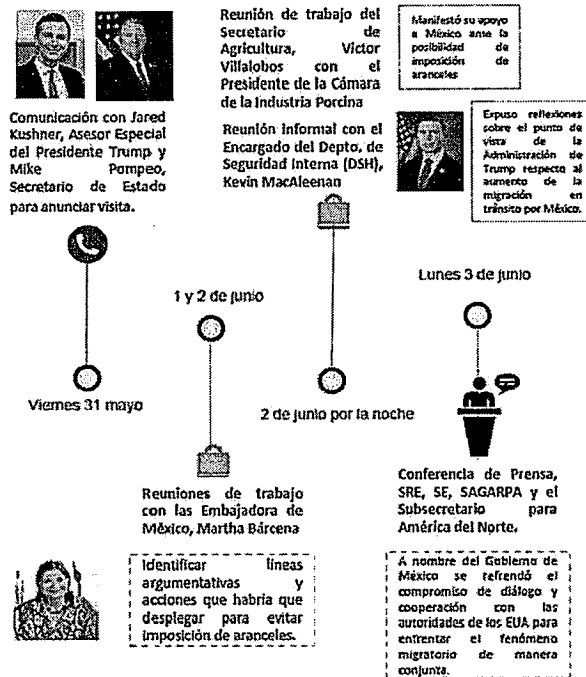 Comunicación con Jared
Kushner, Asesor Especial
del Presidente Trump y
Mike Pompeo,
Secretario de Estado
para anunciar visita.
Viernes 31 mayo
1 y 2 de junio
Reuniones de trabajo
con las Embajadora de
México, Martha Bárcena
Identificar líneas
argumentativas y
acciones que habría que
desplegar para evitar
imposición de aranceles.
Reunión de trabajo del
Secretario de
Agricultura, Victor
Villalobos con el
Presidente de la Cámara
de la Industria Porcina
Manifestó su apoyo
a México ante la
posibilidad de
imposición de
aranceles
Reunión informal con el
Encargado del Depto. de
Seguridad Interna (DSH),
Kevin MacAleenan
Expuso reflexiones
sobre el punto de
vista de la
Administración de
Trump respecto al
aumento de la
migración en
tránsito por México.
2 de junio por la noche
Lunes 3 de junio
Conferencia de Prensa,
SRE, SE, SAGARPA y el
Subsecretario para
América del Norte.
A nombre del Gobierno de
México se refrendó el
compromiso de diálogo y
cooperación con las
autoridades de los EUA para
enfrentar el fenómeno
migratorio de manera
conjunta.